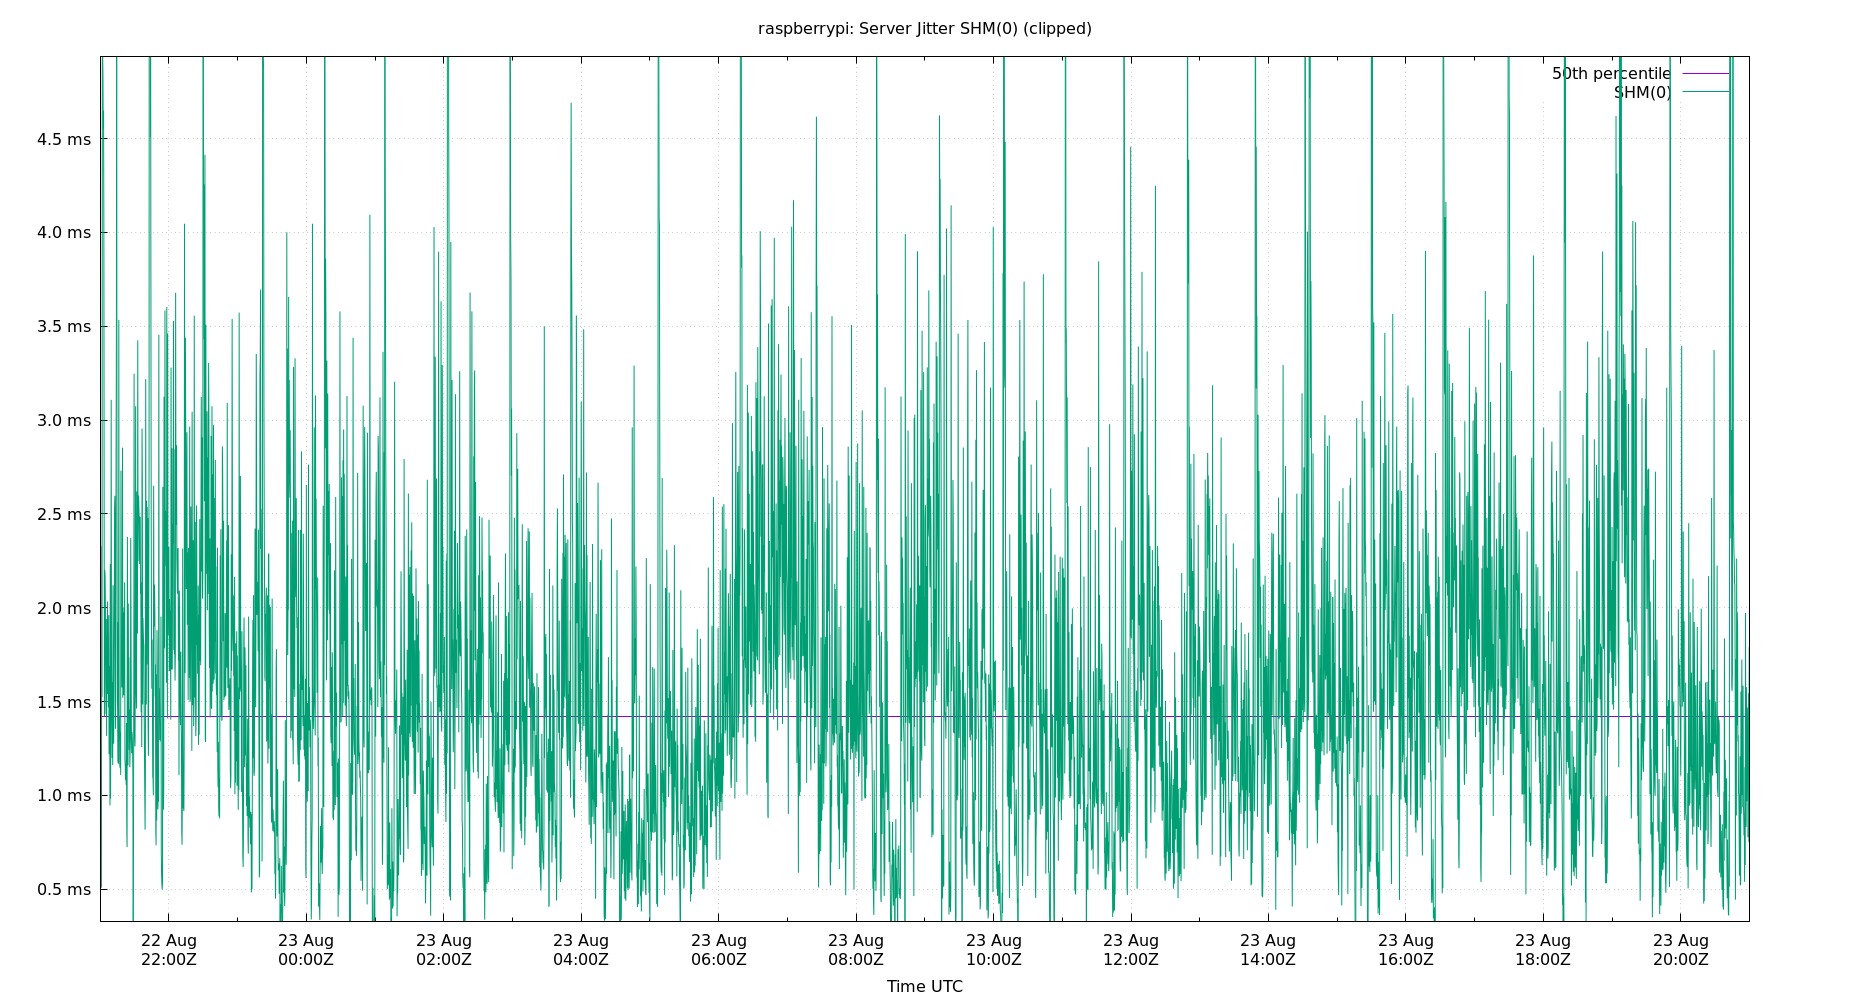 raspberrypi: Server Jitter SHM(0) (clipped)
50th percentile
SHM(0)
4.5 ms
4.0 ms
3.5 ms
3.0 ms
2.5 ms
2.0 ms
1.5 ms
1.0 ms
0.5 ms
22 Aug 23 Aug 23 Aug 23 Aug 23 Aug 23 Aug 23 Aug 23 Aug 23 Aug 23 Aug 23 Aug 23 Aug
22:00Z 00:00Z 02:00Z 04:00Z 06:00Z 08:00Z 10:00Z 12:00Z 14:00Z 16:00Z 18:00Z 20:00Z
Time UTC